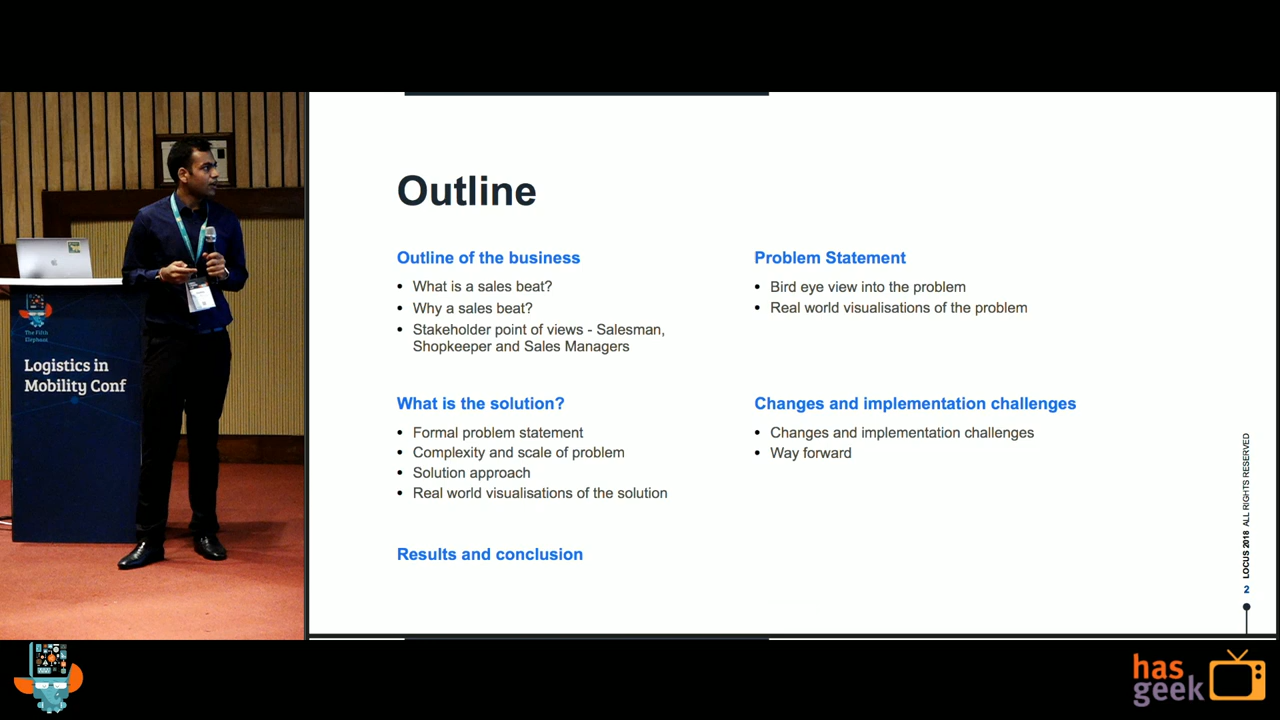 Outline
Outline of the business
What is a sales beat?
Why a sales beat?
Stakeholder point of views - Salesman,
Shopkeeper and Sales Managers
Problem Statement
Bird eye view into the problem
Real world visualisations of the problem
What is the solution?
Formal problem statement
Complexity and scale of problem
Solution approach
Real world visualisations of the solution
Changes and implementation challenges
Changes and implementation challenges
Way forward
Results and conclusion
LOCUS 2018 ALL RIGHTS RESERVED
2
The Fifth
Elephant
Logistics in
Mobility Conf
has
geek